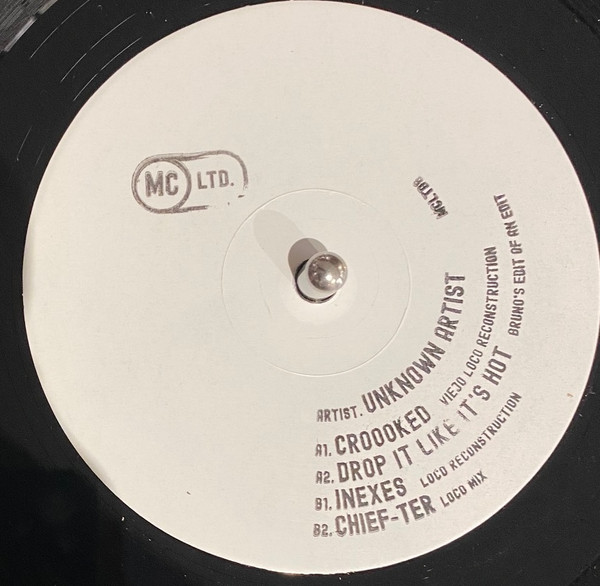 MC LTD.
ARTIST. UNKNOWN ARTIST
A1. CROOOKED VIEJO LOCO RECONSTRUCTION
A2. DROP IT LIKE IT'S HOT BRUNO'S EDIT OF AN EDIT
B1. INEXES LOCO RECONSTRUCTION
B2. CHIEF-TER LOCO MIX